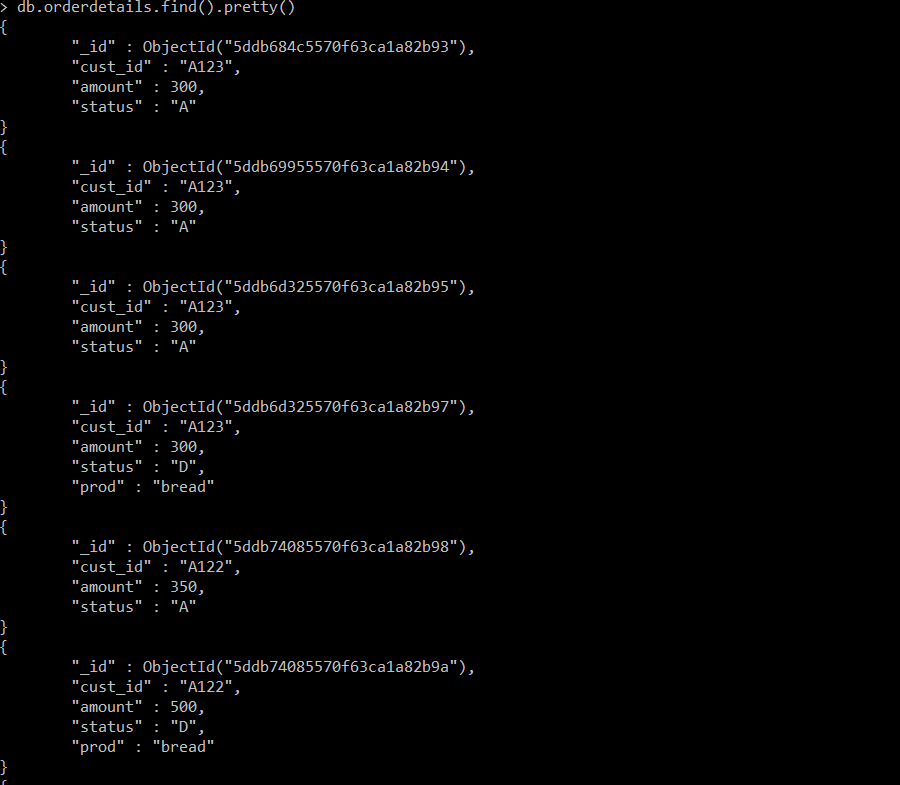 > db.orderdetails.find().pretty()
{
        "_id" : ObjectId("5ddb684c5570f63ca1a82b93"),
        "cust_id" : "A123",
        "amount" : 300,
        "status" : "A"
}
{
        "_id" : ObjectId("5ddb69955570f63ca1a82b94"),
        "cust_id" : "A123",
        "amount" : 300,
        "status" : "A"
}
{
        "_id" : ObjectId("5ddb6d325570f63ca1a82b95"),
        "cust_id" : "A123",
        "amount" : 300,
        "status" : "A"
}
{
        "_id" : ObjectId("5ddb6d325570f63ca1a82b97"),
        "cust_id" : "A123",
        "amount" : 300,
        "status" : "D",
        "prod" : "bread"
}
{
        "_id" : ObjectId("5ddb74085570f63ca1a82b98"),
        "cust_id" : "A122",
        "amount" : 350,
        "status" : "A"
}
{
        "_id" : ObjectId("5ddb74085570f63ca1a82b9a"),
        "cust_id" : "A122",
        "amount" : 500,
        "status" : "D",
        "prod" : "bread"
}
{